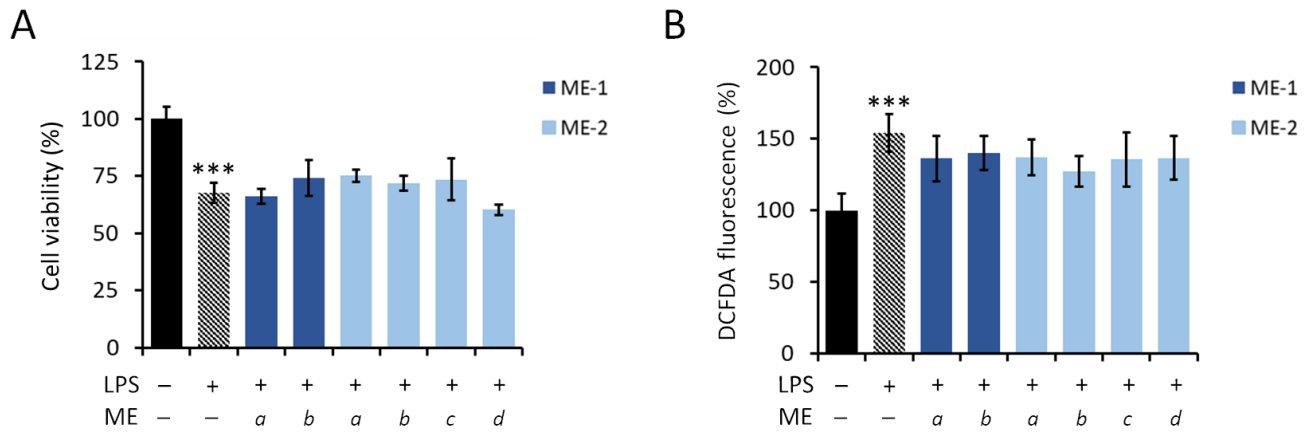 A
Cell viability (%)
125
100
75
50
25
0
***
ME-1
ME-2
LPS – + + + + + + +
ME – – a b a b c d
B
DCFDA fluorescence (%)
200
150
100
50
0
***
ME-1
ME-2
LPS – + + + + + + +
ME – – a b a b c d